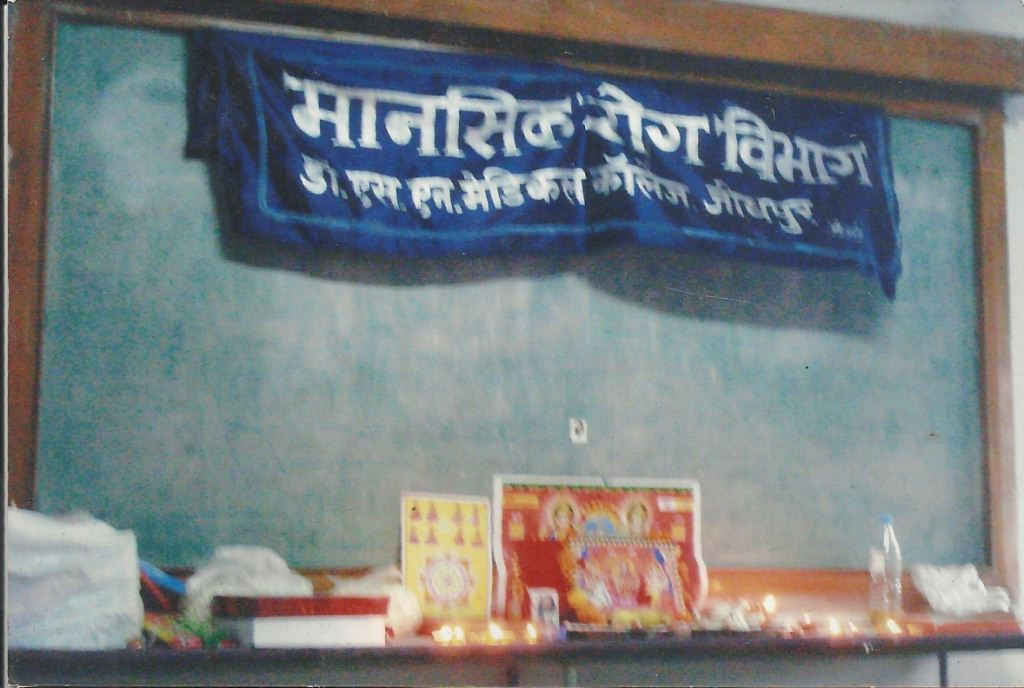 मानसिक रोग विभाग
डा. एस. एन. मेडिकल कॉलेज, जोधपुर